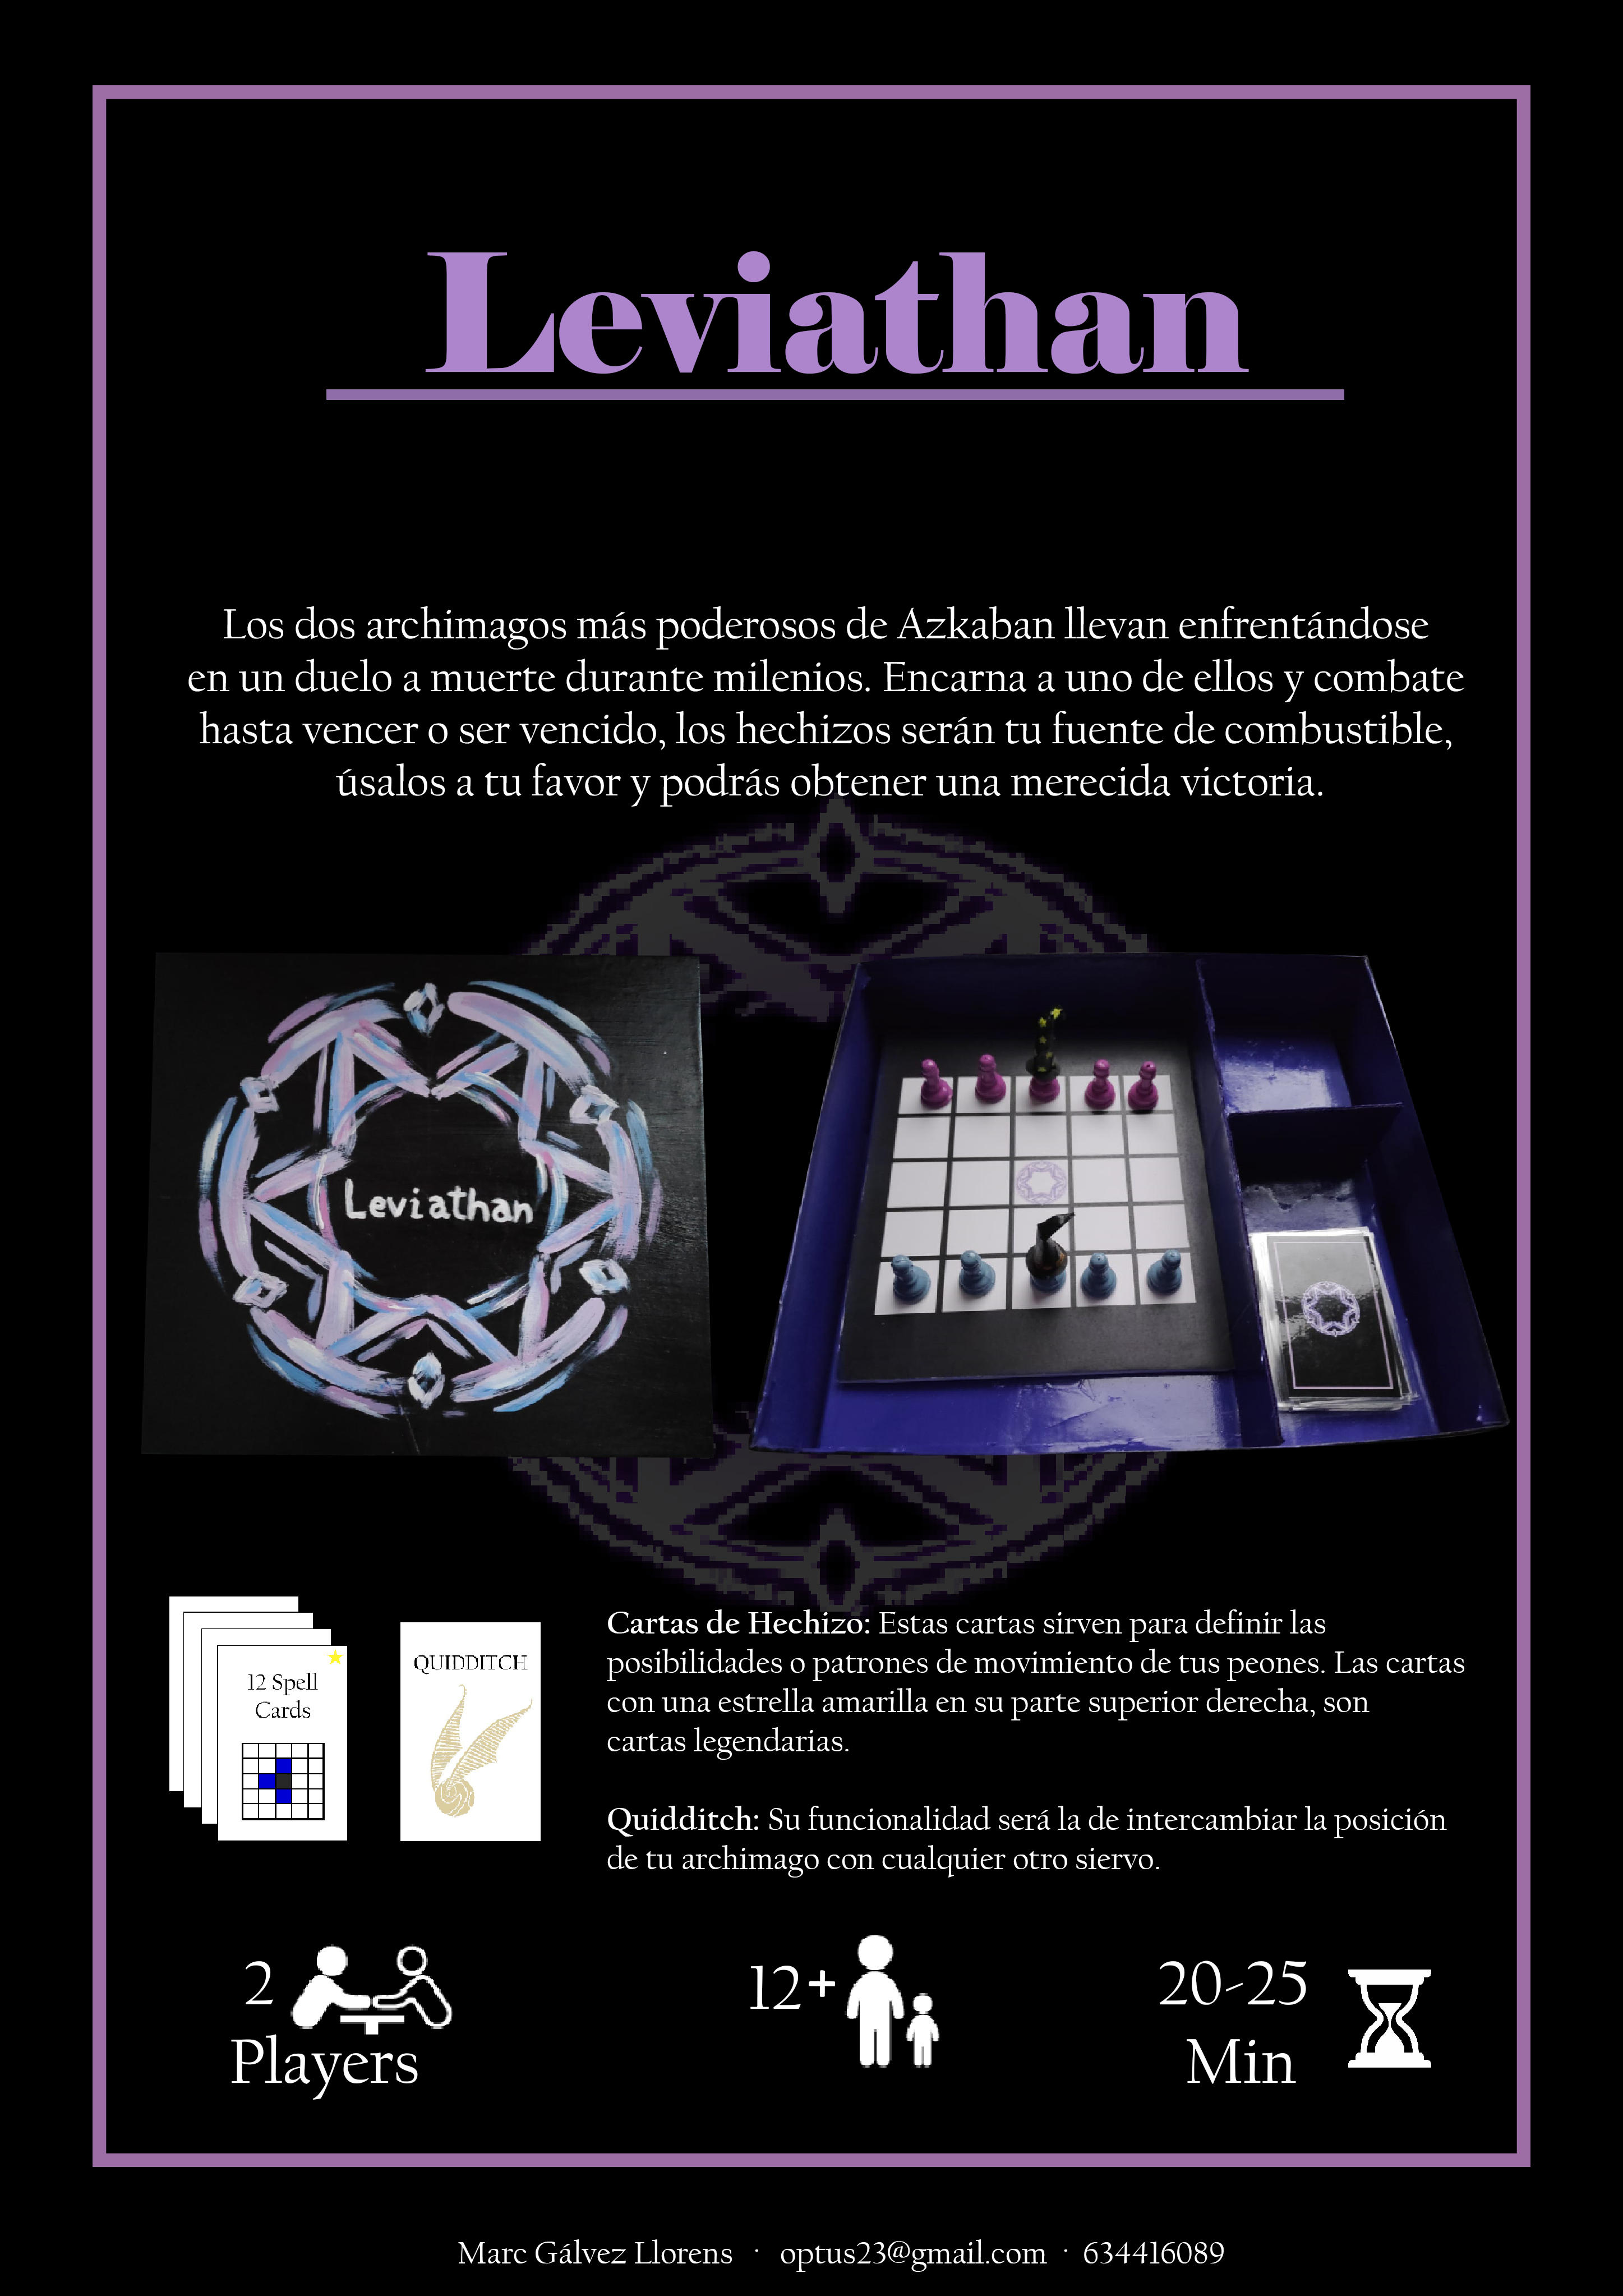 Leviathan
Los dos archimagos más poderosos de Azkaban llevan enfrentándose
en un duelo a muerte durante milenios. Encarna a uno de ellos y combate
hasta vencer o ser vencido, los hechizos serán tu fuente de combustible,
úsalos a tu favor y podrás obtener una merecida victoria.
Leviathan
12 Spell
Cards
QUIDDITCH
Cartas de Hechizo: Estas cartas sirven para definir las
posibilidades o patrones de movimiento de tus peones. Las cartas
con una estrella amarilla en su parte superior derecha, son
cartas legendarias.
Quidditch: Su funcionalidad será la de intercambiar la posición
de tu archimago con cualquier otro siervo.
2
Players
12+
20-25
Min
Marc Gálvez Llorens · optus23@gmail.com · 634416089